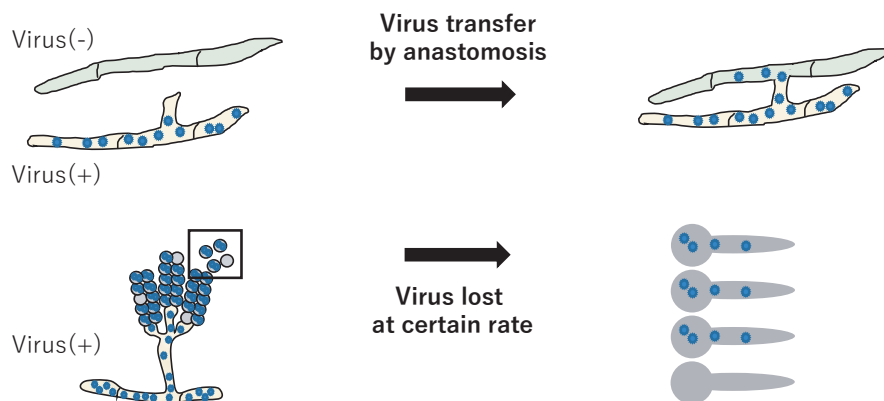 Virus(-)
Virus transfer
by anastomosis
Virus(+)
Virus(+)
Virus lost
at certain rate